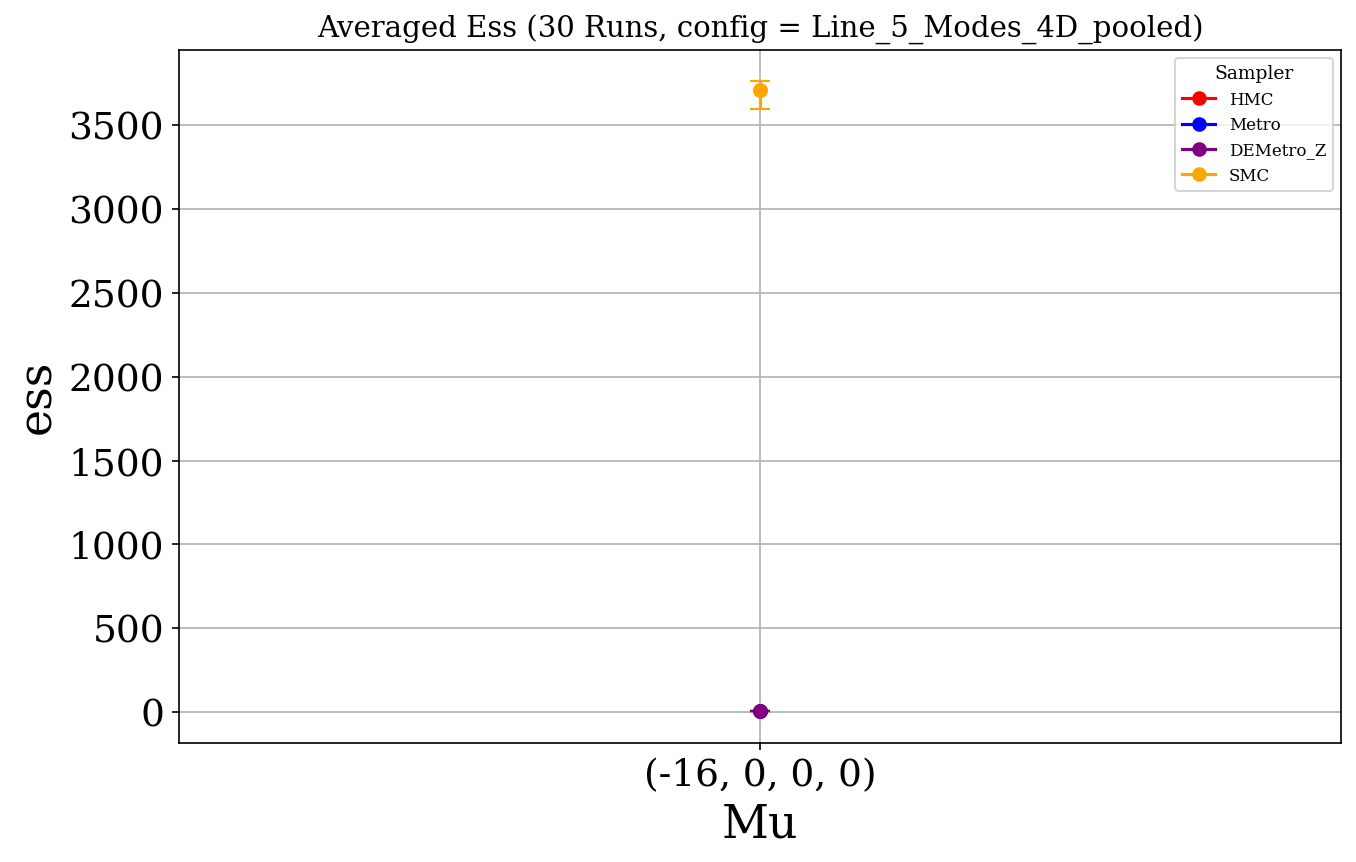 Averaged Ess (30 Runs, config = Line_5_Modes_4D_pooled)
Sampler
HMC
Metro
DEMetro_Z
SMC
3500
3000
2500
2000
1500
1000
500
0
ess
(-16, 0, 0, 0)
Mu